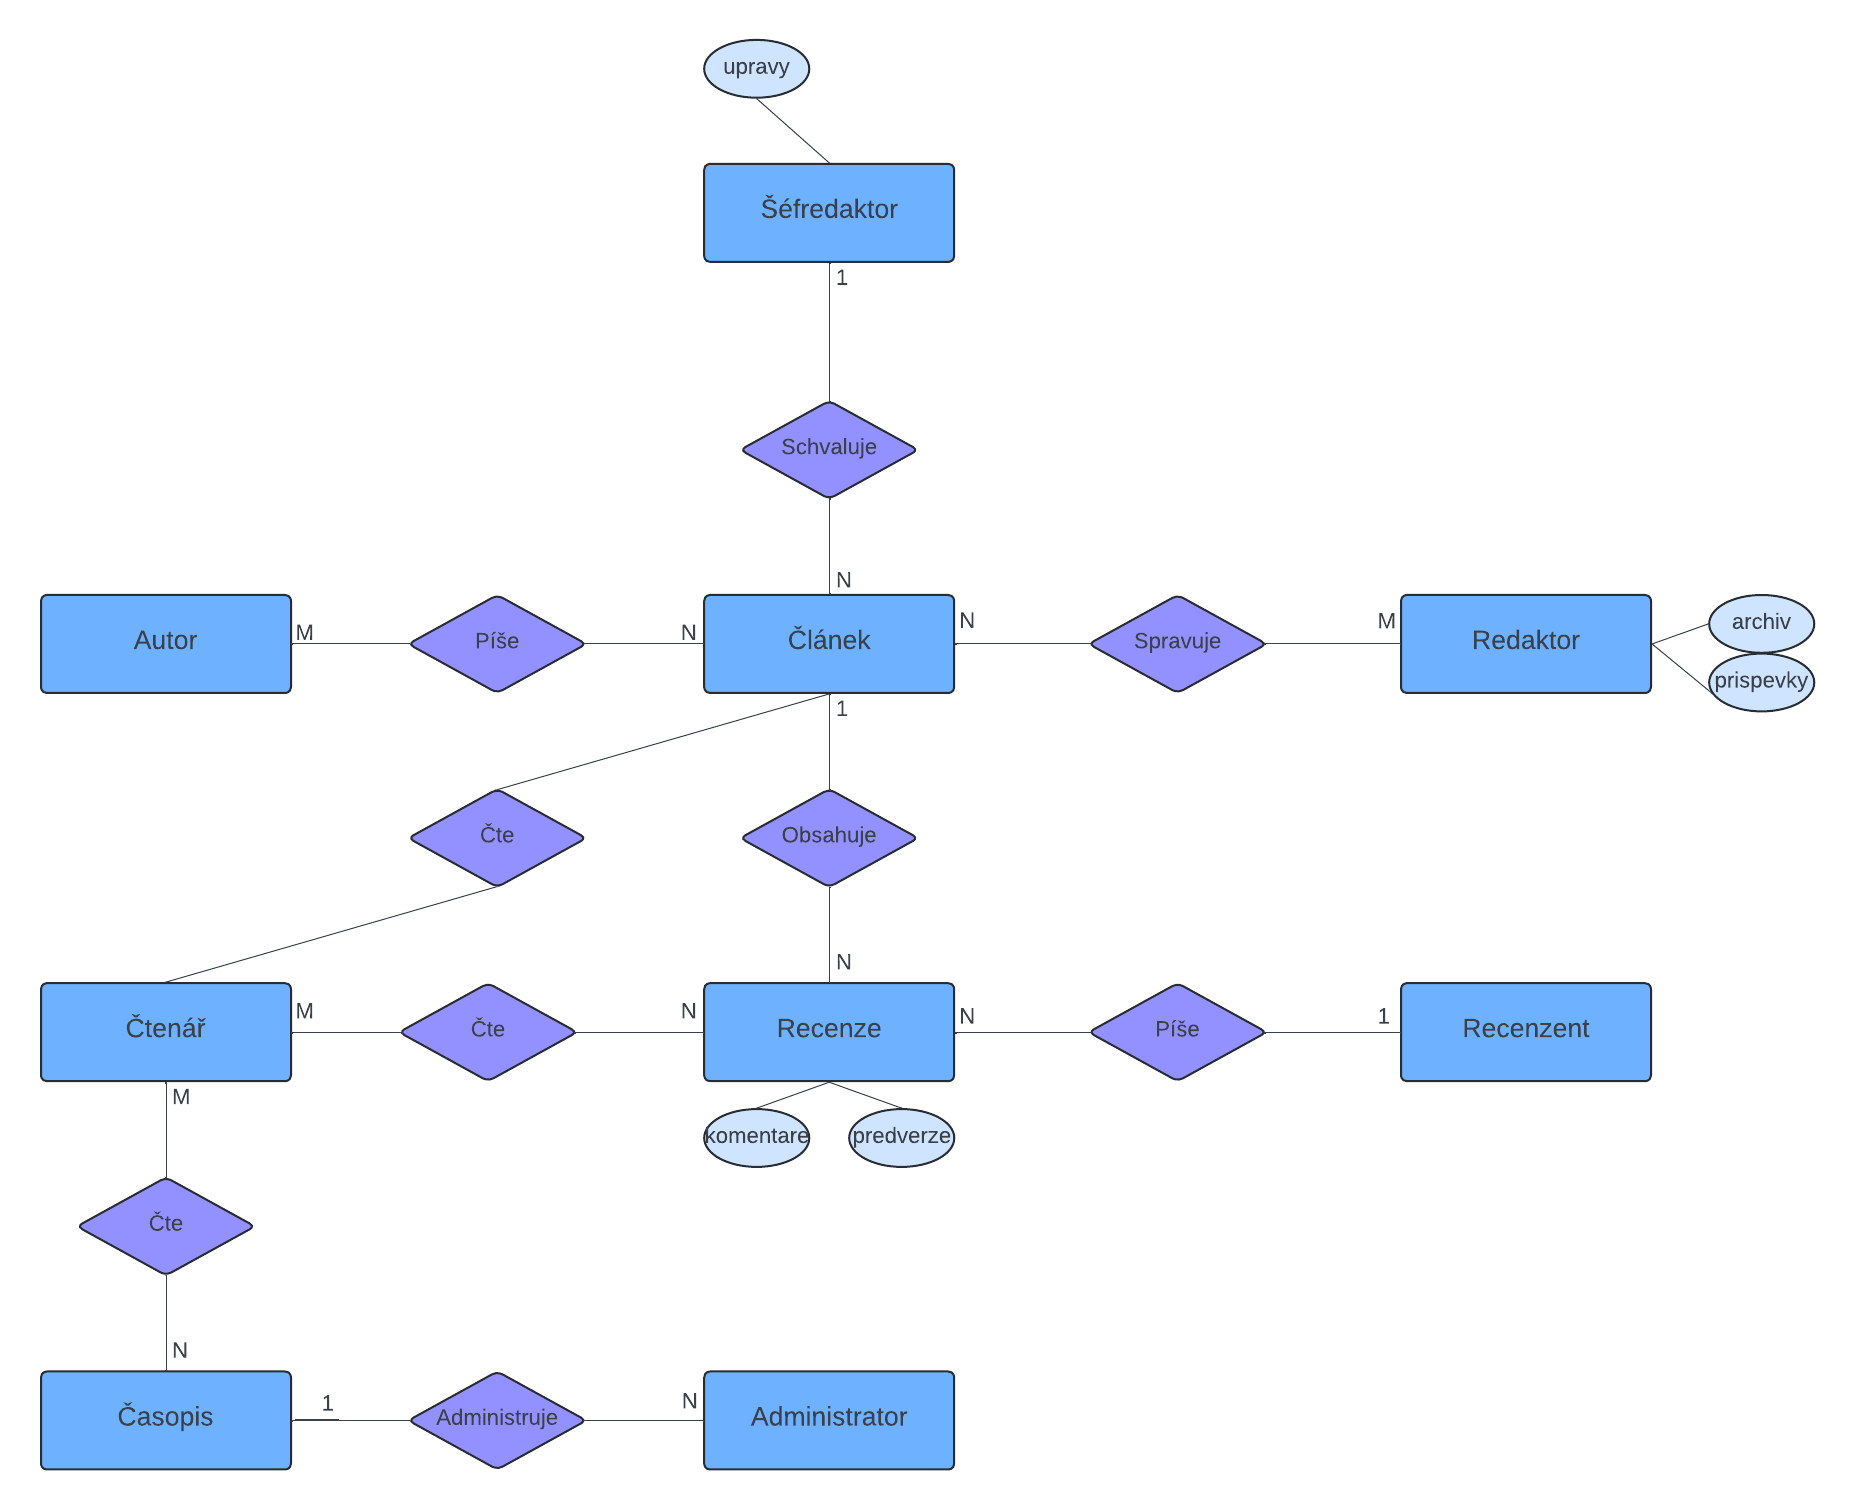 upravy
Šéfredaktor
1
Schvaluje
N
Autor
M
Píše
N
Článek
N
Spravuje
M
Redaktor
archiv
prispevky
1
Čte
Obsahuje
N
Čtenář
M
Čte
N
Recenze
N
Píše
1
Recenzent
M
komentare
predverze
Čte
N
Časopis
1
Administruje
N
Administrator